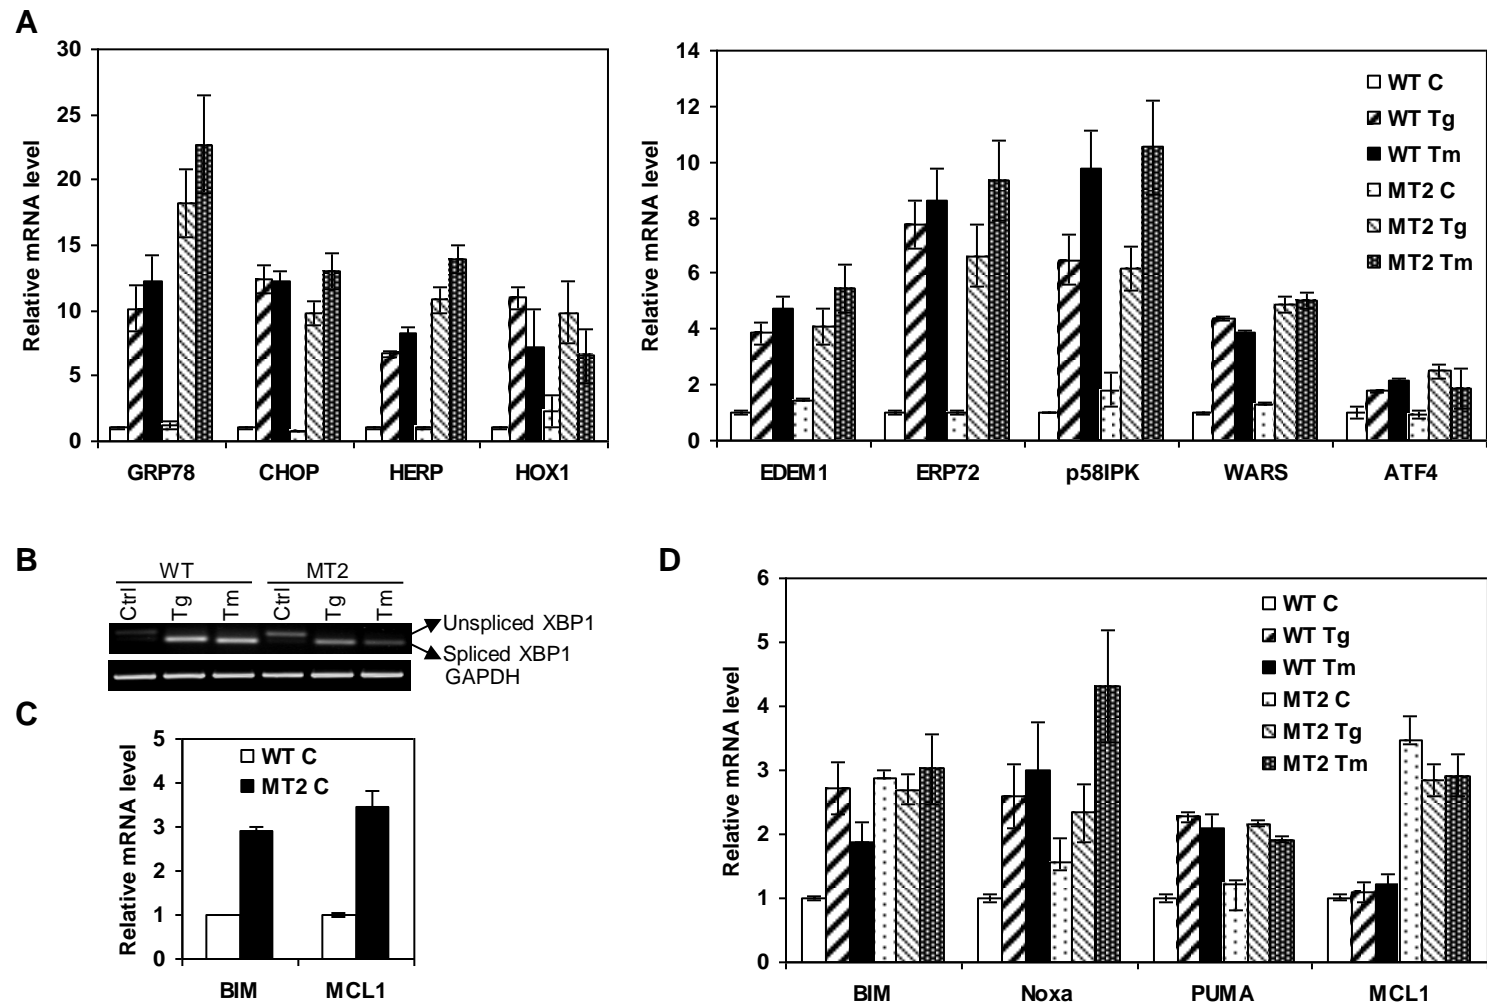 A
30
25
20
15
10
5
0
Relative mRNA level
GRP78 CHOP HERP HOX1
14
12
10
8
6
4
2
0
Relative mRNA level
WT C
WT Tg
WT Tm
MT2 C
MT2 Tg
MT2 Tm
EDEM1 ERP72 p58IPK WARS ATF4
B
WT MT2
Ctrl Tg Tm Ctrl Tg Tm
Unspliced XBP1
Spliced XBP1
GAPDH
C
5
4
3
2
1
0
Relative mRNA level
WT C
MT2 C
BIM MCL1
D
6
5
4
3
2
1
0
Relative mRNA level
WT C
WT Tg
WT Tm
MT2 C
MT2 Tg
MT2 Tm
BIM Noxa PUMA MCL1